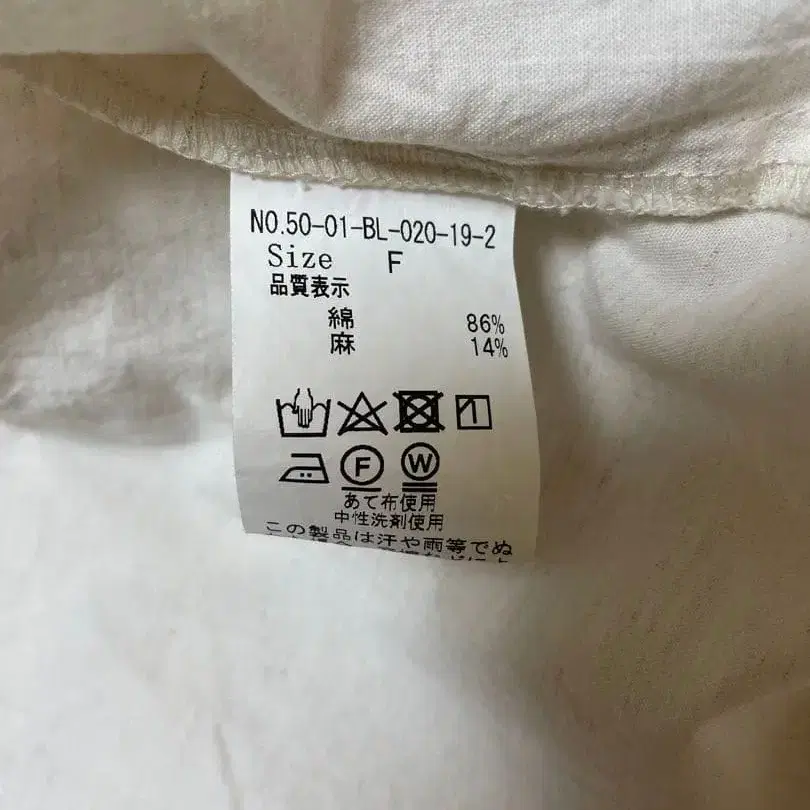 NO.50-01-BL-020-19-2
Size F
品質表示
綿 86%
麻 14%
F W
あて布使用
中性洗剤使用
この製品は汗や雨等でぬ